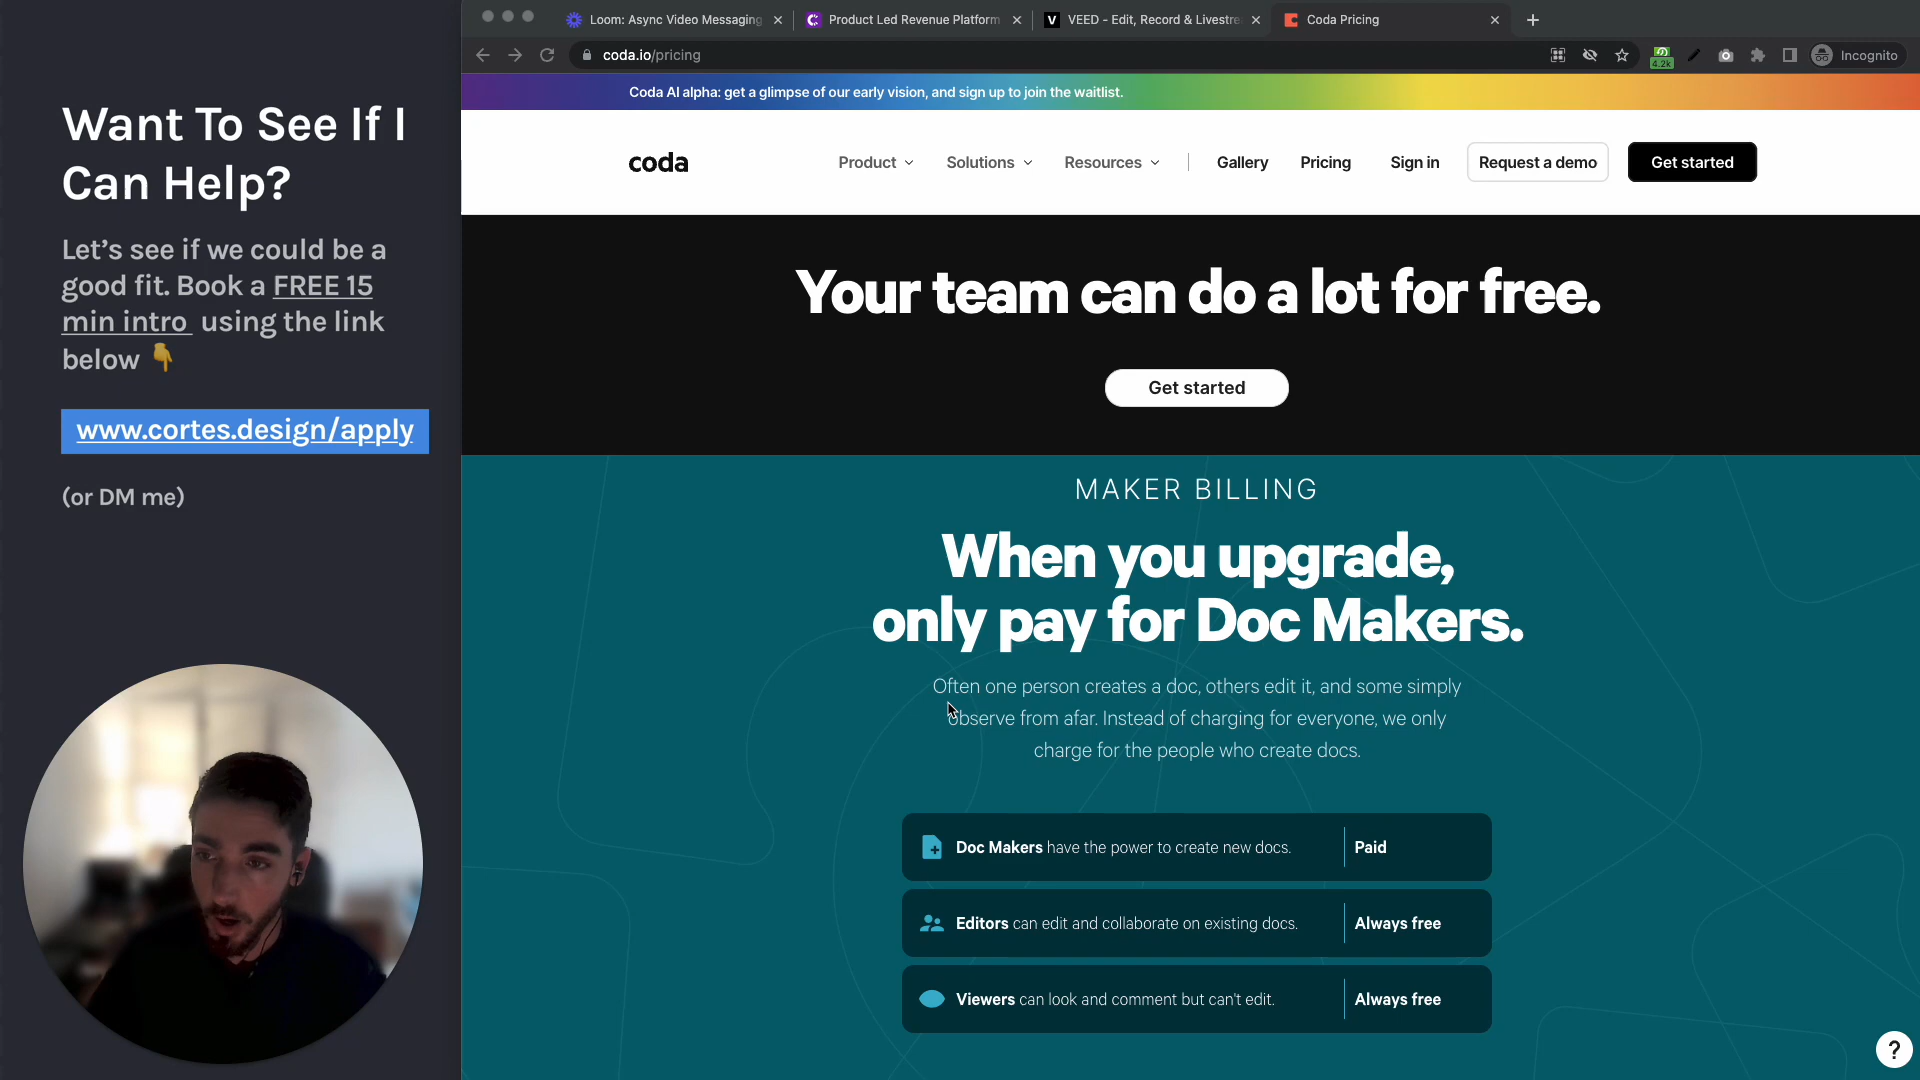 Want To See If I
Can Help?
Let's see if we could be a
good fit. Book a FREE 15
min intro using the link
below 👇
www.cortes.design/apply
(or DM me)
Loom: Async Video Messaging
Product Led Revenue Platform
VEED - Edit, Record & Livestre
Coda Pricing
coda.io/pricing
4.2k
Incognito
Coda AI alpha: get a glimpse of our early vision, and sign up to join the waitlist.
coda
Product
Solutions
Resources
Gallery
Pricing
Sign in
Request a demo
Get started
Your team can do a lot for free.
Get started
MAKER BILLING
When you upgrade,
only pay for Doc Makers.
Often one person creates a doc, others edit it, and some simply
observe from afar. Instead of charging for everyone, we only
charge for the people who create docs.
Doc Makers have the power to create new docs. Paid
Editors can edit and collaborate on existing docs. Always free
Viewers can look and comment but can't edit. Always free
?